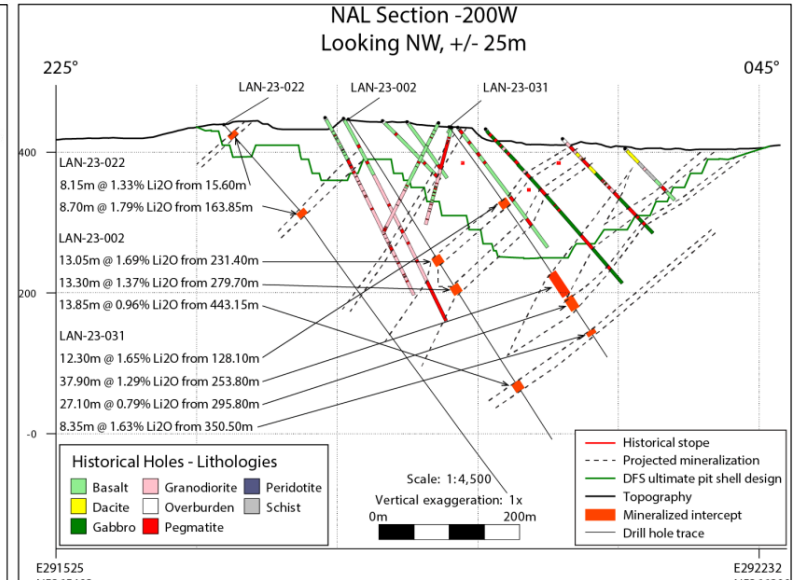 NAL Section -200W
Looking NW, +/- 25m
225°
045°
LAN-23-022
LAN-23-002
LAN-23-031
400
LAN-23-022
8.15m @ 1.33% Li2O from 15.60m
8.70m @ 1.79% Li2O from 163.85m
LAN-23-002
13.05m @ 1.69% Li2O from 231.40m
13.30m @ 1.37% Li2O from 279.70m
200
13.85m @ 0.96% Li2O from 443.15m
LAN-23-031
12.30m @ 1.65% Li2O from 128.10m
37.90m @ 1.29% Li2O from 253.80m
27.10m @ 0.79% Li2O from 295.80m
8.35m @ 1.63% Li2O from 350.50m
-0
Historical Holes - Lithologies
Basalt
Granodiorite
Peridotite
Dacite
Overburden
Schist
Gabbro
Pegmatite
Scale: 1:4,500
Vertical exaggeration: 1x
0m
200m
Historical stope
Projected mineralization
DFS ultimate pit shell design
Topography
Mineralized intercept
Drill hole trace
E291525
E292232